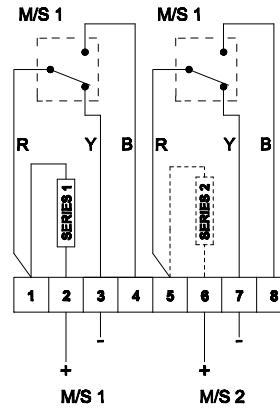 M/S 1 M/S 1
R Y B R Y B
SERIES 1 SERIES 2
1 2 3 4 5 6 7 8
+ - + -
M/S 1 M/S 2